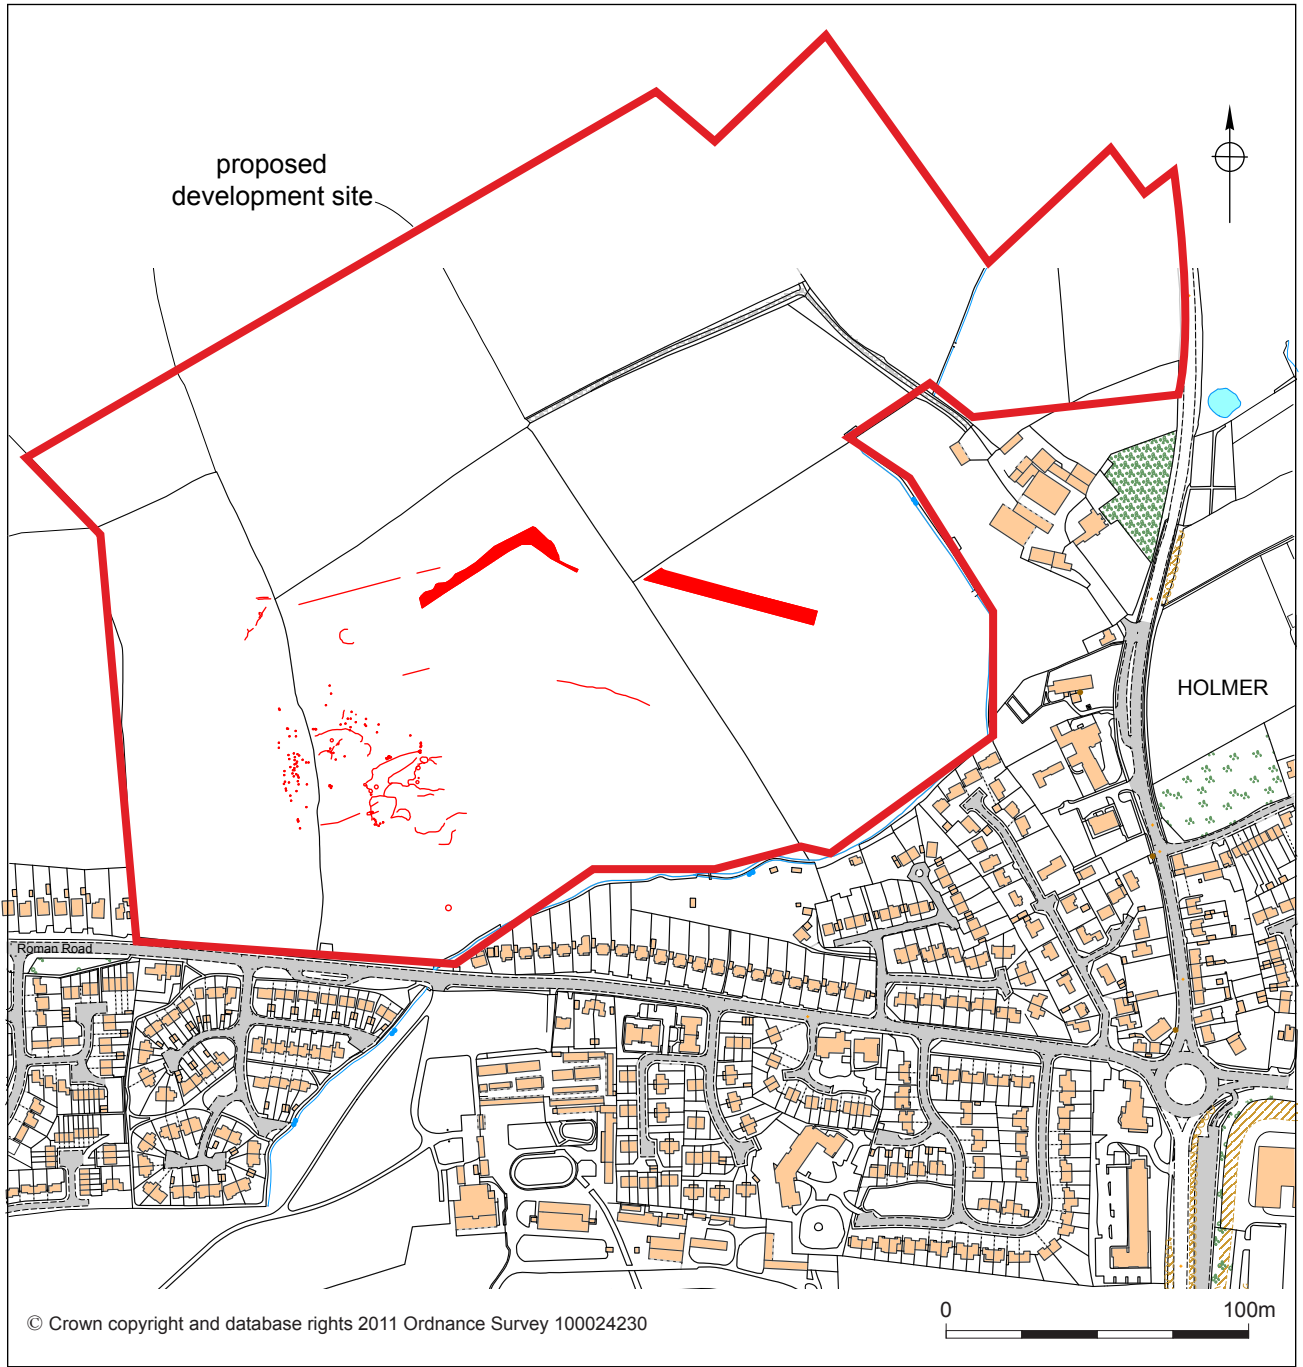 proposed
development site
HOLMER
Roman Road
© Crown copyright and database rights 2011 Ordnance Survey 100024230
0 100m